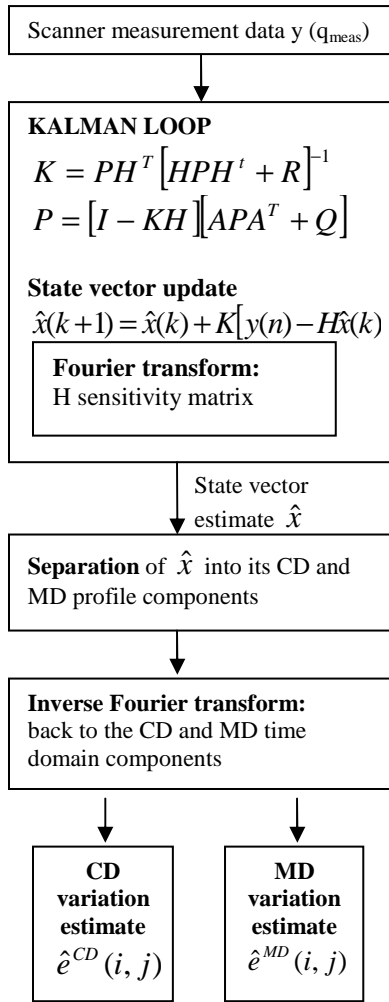 Scanner measurement data y (q_meas)
KALMAN LOOP
K = PH^T [HPH^t + R]^-1
P = [I − KH][APA^T + Q]
State vector update
x̂(k+1) = x̂(k) + K[y(n) − Hx̂(k)
Fourier transform:
H sensitivity matrix
State vector
estimate x̂
Separation of x̂ into its CD and
MD profile components
Inverse Fourier transform:
back to the CD and MD time
domain components
CD
variation
estimate
ê^CD (i, j)
MD
variation
estimate
ê^MD (i, j)